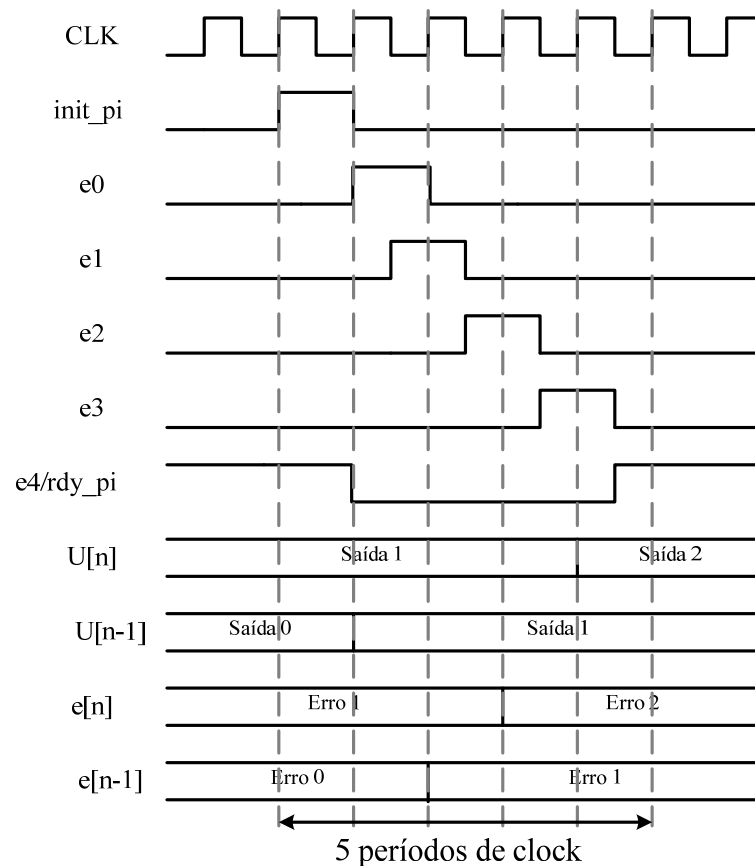 CLK
init_pi
e0
e1
e2
e3
e4/rdy_pi
U[n]
Saída 1
Saída 2
U[n-1]
Saída 0
Saída 1
e[n]
Erro 1
Erro 2
e[n-1]
Erro 0
Erro 1
5 períodos de clock